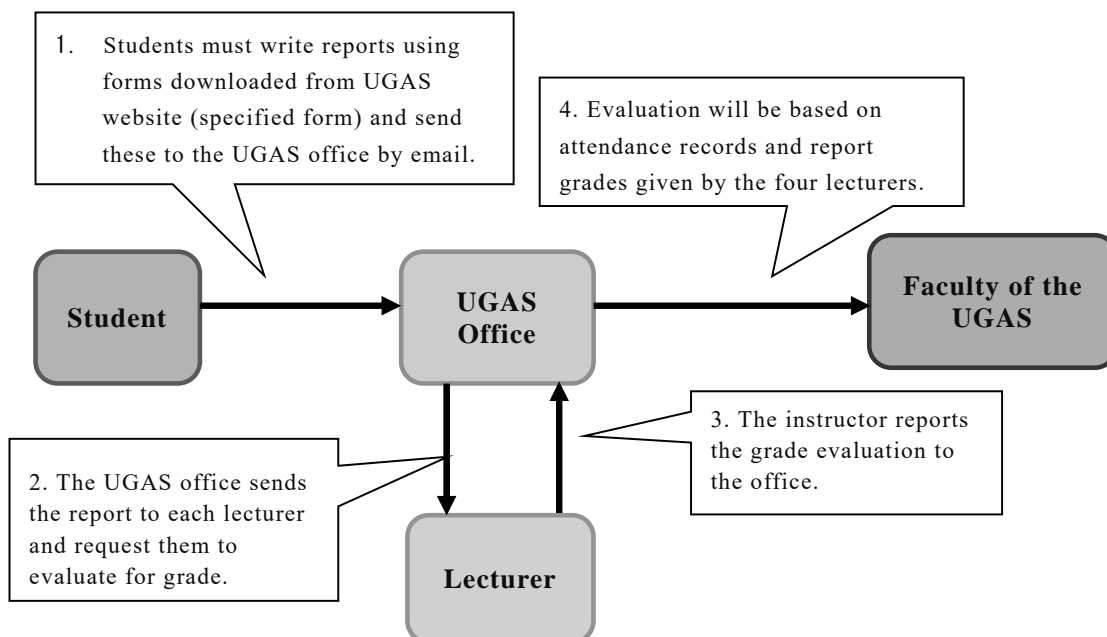 1. Students must write reports using
forms downloaded from UGAS
website (specified form) and send
these to the UGAS office by email.
4. Evaluation will be based on
attendance records and report
grades given by the four lecturers.
Student
UGAS
Office
Faculty of the
UGAS
2. The UGAS office sends
the report to each lecturer
and request them to
evaluate for grade.
3. The instructor reports
the grade evaluation to
the office.
Lecturer